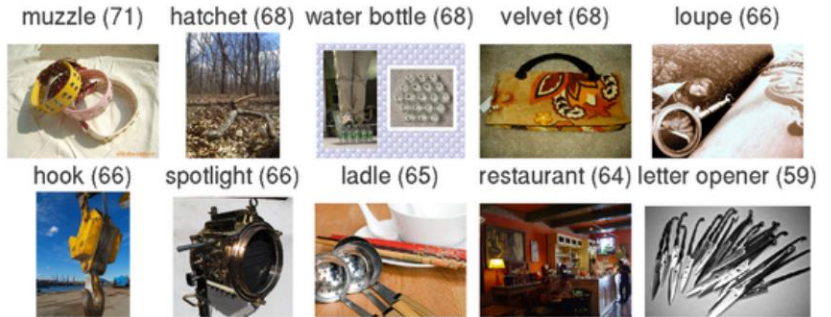 muzzle (71) hatchet (68) water bottle (68) velvet (68) loupe (66)
hook (66) spotlight (66) ladle (65) restaurant (64) letter opener (59)